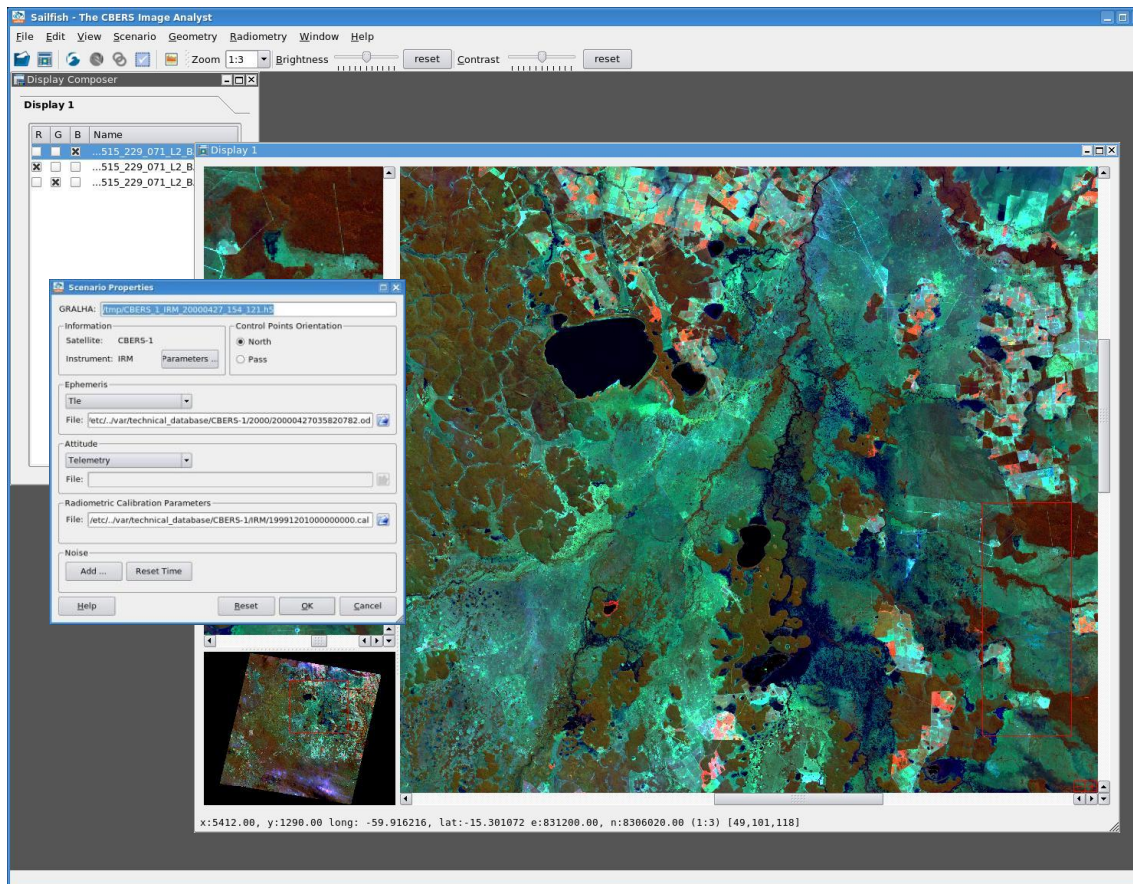 Sailfish - The CBERS Image Analyst
File Edit View Scenario Geometry Radiometry Window Help
Zoom 1:3 Brightness reset Contrast reset
Display Composer
Display 1
R G B Name
...515_229_071_L2_B
...515_229_071_L2_B
...515_229_071_L2_B
Display 1
Scenario Properties
GRALHA: /tmp/CBERS_1_IRM_20000427_154_121.h5
Information
Satellite: CBERS-1
Instrument: IRM Parameters ...
Control Points Orientation
North
Pass
Ephemeris
Tle
File: etc/../var/technical_database/CBERS-1/2000/20000427035820782.od
Attitude
Telemetry
File:
Radiometric Calibration Parameters
File: /etc/../var/technical_database/CBERS-1/IRM/19991201000000000.cal
Noise
Add ... Reset Time
Help Reset OK Cancel
x:5412.00, y:1290.00 long: -59.916216, lat:-15.301072 e:831200.00, n:8306020.00 (1:3) [49,101,118]